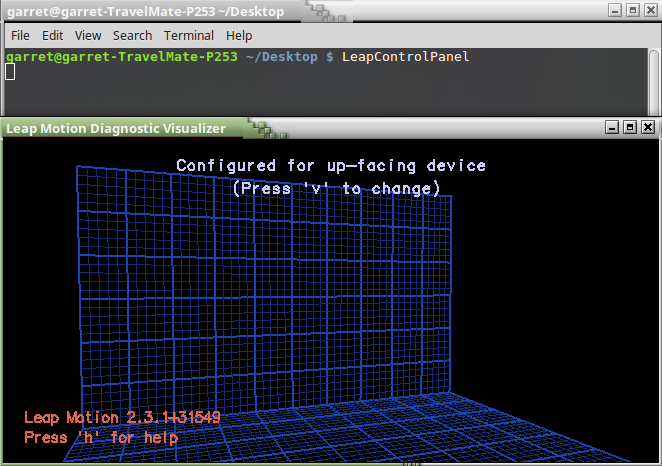 garret@garret-TravelMate-P253 ~/Desktop
File Edit View Search Terminal Help
garret@garret-TravelMate-P253 ~/Desktop $ LeapControlPanel
Leap Motion Diagnostic Visualizer
Configured for up-facing device
(Press 'v' to change)
Leap Motion 2.3.1+31549
Press 'h' for help